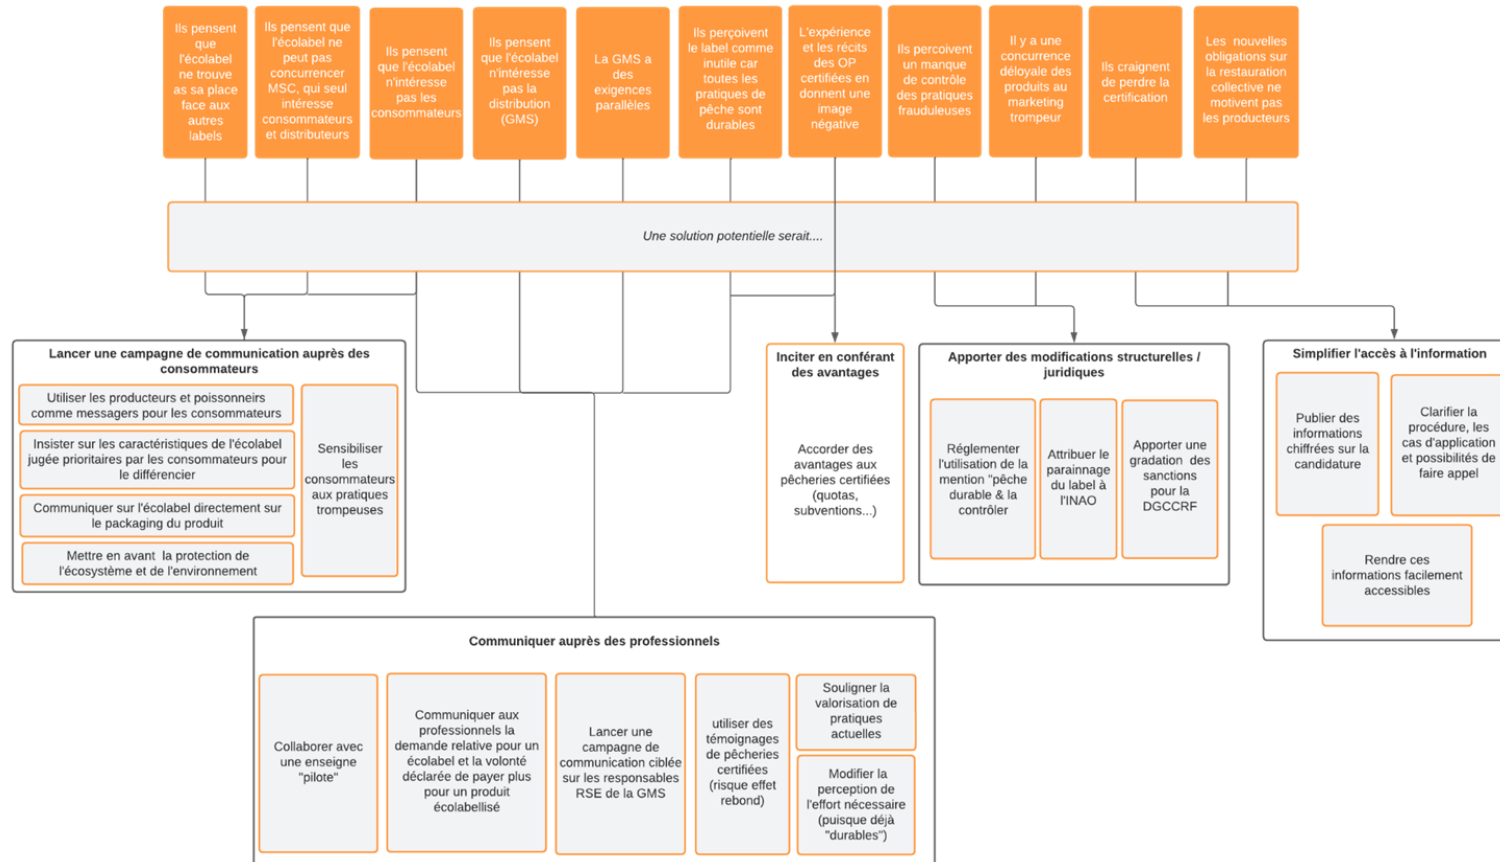 Ils pensent
que
l'écolabel
ne trouve
as sa place
face aux
autres
labels
Ils pensent que
l'écolabel ne
peut pas
concurrencer
MSC, qui seul
intéresse
consommateurs
et distributeurs
Ils pensent
que l'écolabel
n'intéresse
pas les
consommateurs
Ils pensent
que l'écolabel
n'intéresse
pas la
distribution
(GMS)
La GMS a
des
exigences
parallèles
Ils perçoivent
le label comme
inutile car
toutes les
pratiques de
pêche sont
durables
L'expérience
et les récits
des OP
certifiées en
donnent une
image
négative
Ils percoivent
un manque
de contrôle
des pratiques
frauduleuses
Il y a une
concurrence
déloyale des
produits au
marketing
trompeur
Ils craignent
de perdre la
certification
Les nouvelles
obligations sur
la restauration
collective ne
motivent pas
les producteurs
Une solution potentielle serait....
Lancer une campagne de communication auprès des
consommateurs
Utiliser les producteurs et poissonneirs
comme messagers pour les consommateurs
Insister sur les caractéristiques de l'écolabel
jugée prioritaires par les consommateurs pour
le différencier
Communiquer sur l'écolabel directement sur
le packaging du produit
Mettre en avant la protection de
l'écosystème et de l'environnement
Sensibiliser
les
consommateurs
aux pratiques
trompeuses
Inciter en conférant
des avantages
Accorder des
avantages aux
pêcheries certifiées
(quotas,
subventions...)
Apporter des modifications structurelles /
juridiques
Réglementer
l'utilisation de la
mention "pêche
durable & la
contrôler
Attribuer le
parainnage
du label à
l'INAO
Apporter une
gradation des
sanctions
pour la
DGCCRF
Simplifier l'accès à l'information
Publier des
informations
chiffrées sur la
candidature
Clarifier la
procédure, les
cas d'application
et possibilités de
faire appel
Rendre ces
informations facilement
accessibles
Communiquer auprès des professionnels
Collaborer avec
une enseigne
"pilote"
Communiquer aux
professionnels la
demande relative pour un
écolabel et la volonté
déclarée de payer plus
pour un produit
écolabellisé
Lancer une
campagne de
communication ciblée
sur les responsables
RSE de la GMS
utiliser des
témoignages
de pêcheries
certifiées
(risque effet
rebond)
Souligner la
valorisation de
pratiques
actuelles
Modifier la
perception de
l'effort nécessaire
(puisque déjà
"durables")